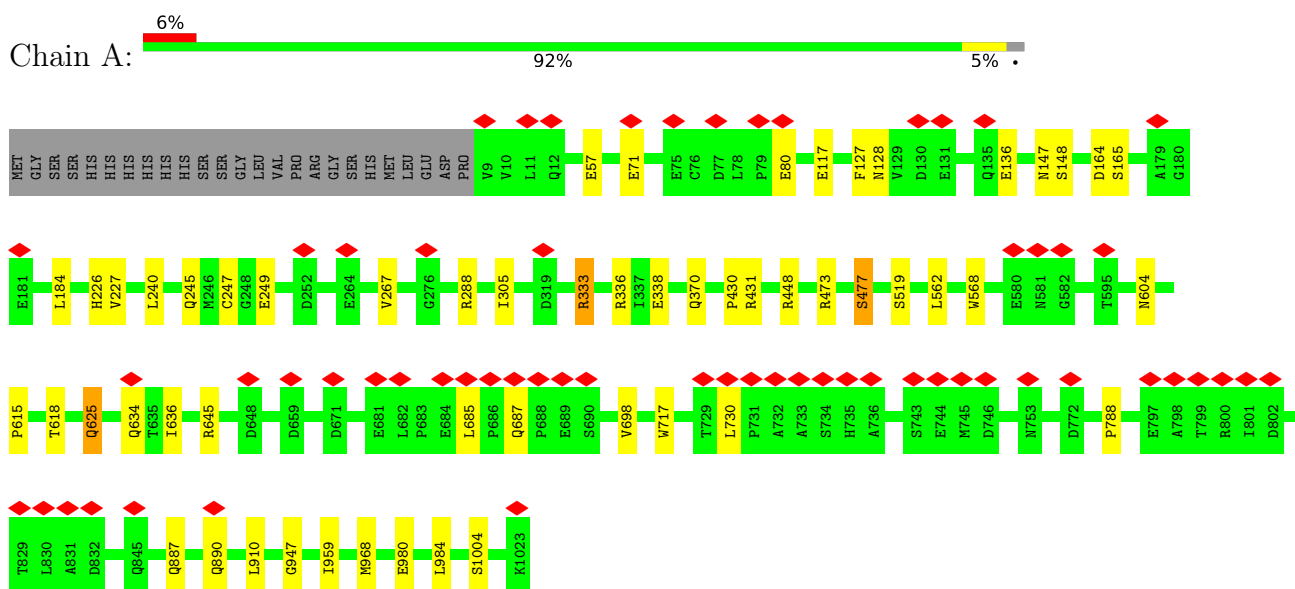 6%
Chain A:
92% 5% •
MET GLY SER SER HIS HIS HIS HIS HIS HIS SER SER GLY LEU VAL PRO ARG GLY SER HIS MET LEU GLU ASP PRO V9 V10 L11 Q12 E57 E71 E75 C76 D77 L78 P79 E80 E117 F127 N128 V129 D130 E131 Q135 E136 N147 S148 D164 S165 A179 G180
E181 L184 H226 V227 L240 Q245 M246 C247 G248 E249 D252 E264 V267 G276 R288 I305 D319 R333 R336 I337 E338 Q370 P430 R431 R448 R473 S477 S519 L562 W568 E580 N581 G582 T595 N604
P615 T618 Q625 Q634 T635 I636 R645 D648 D659 D671 E681 L682 P683 E684 L685 P686 Q687 P688 E689 S690 V698 W717 T729 L730 P731 A732 A733 S734 H735 A736 S743 E744 M745 D746 N753 D772 P788 E797 A798 T799 R800 I801 D802
T829 L830 A831 D832 Q845 Q887 Q890 L910 G947 I959 M968 E980 L984 S1004 K1023